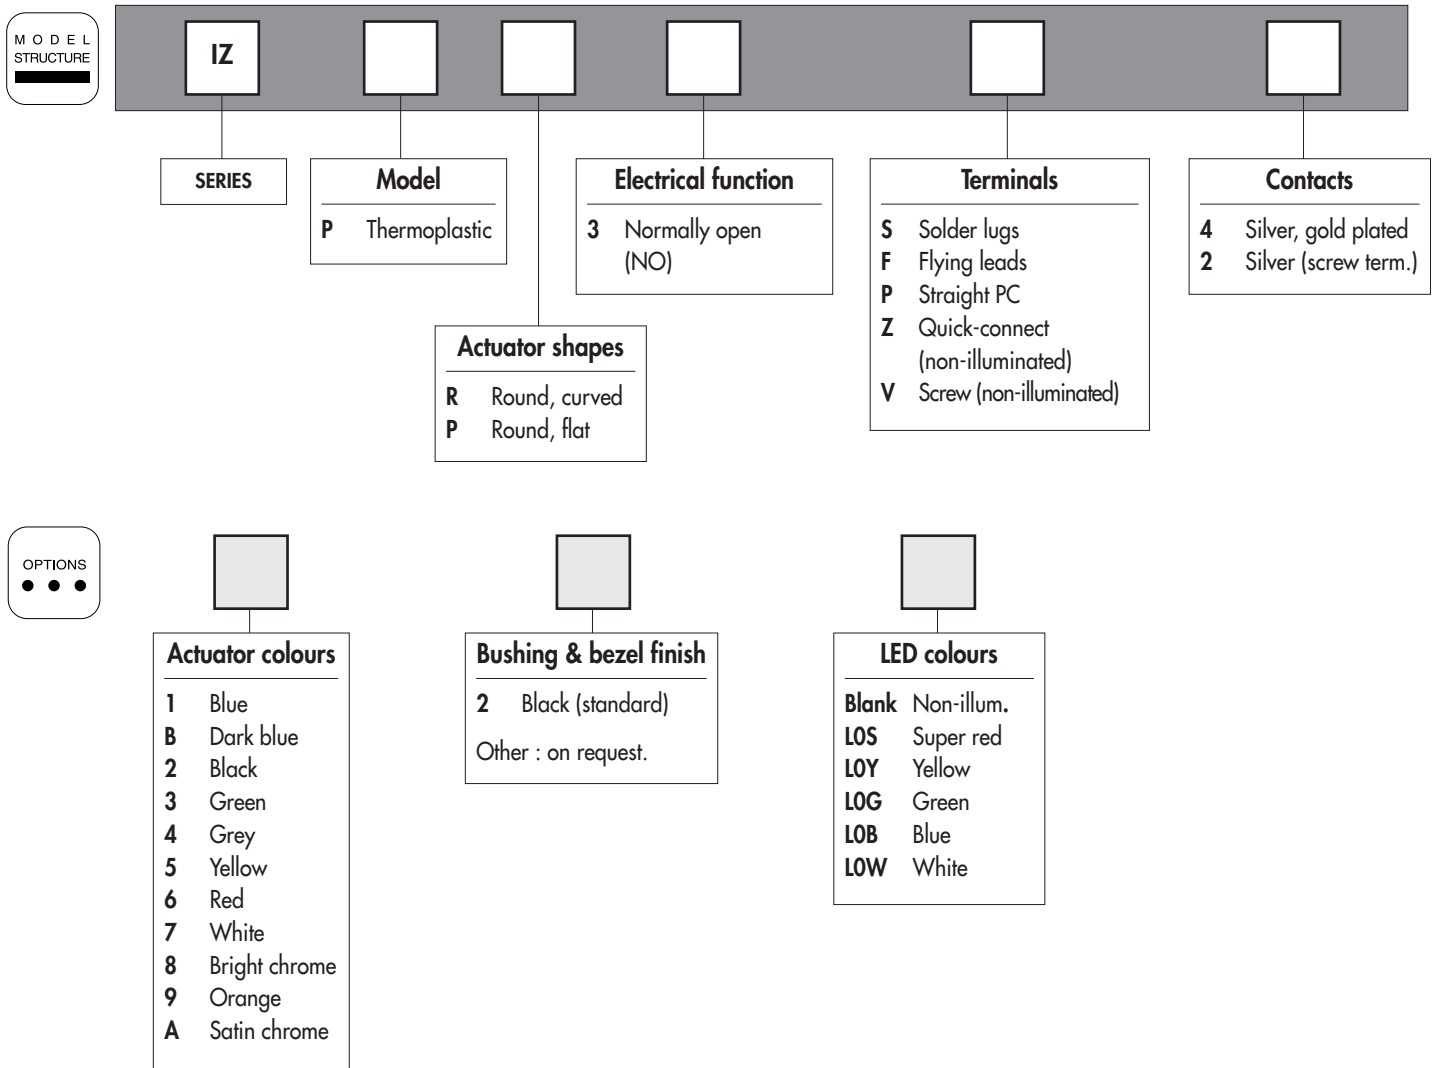 MODEL
STRUCTURE
IZ
SERIES
Model
P Thermoplastic
Actuator shapes
R Round, curved
P Round, flat
Electrical function
3 Normally open
(NO)
Terminals
S Solder lugs
F Flying leads
P Straight PC
Z Quick-connect
(non-illuminated)
V Screw (non-illuminated)
Contacts
4 Silver, gold plated
2 Silver (screw term.)
OPTIONS
Actuator colours
1 Blue
B Dark blue
2 Black
3 Green
4 Grey
5 Yellow
6 Red
7 White
8 Bright chrome
9 Orange
A Satin chrome
Bushing & bezel finish
2 Black (standard)
Other : on request.
LED colours
Blank Non-illum.
L0S Super red
L0Y Yellow
L0G Green
L0B Blue
L0W White